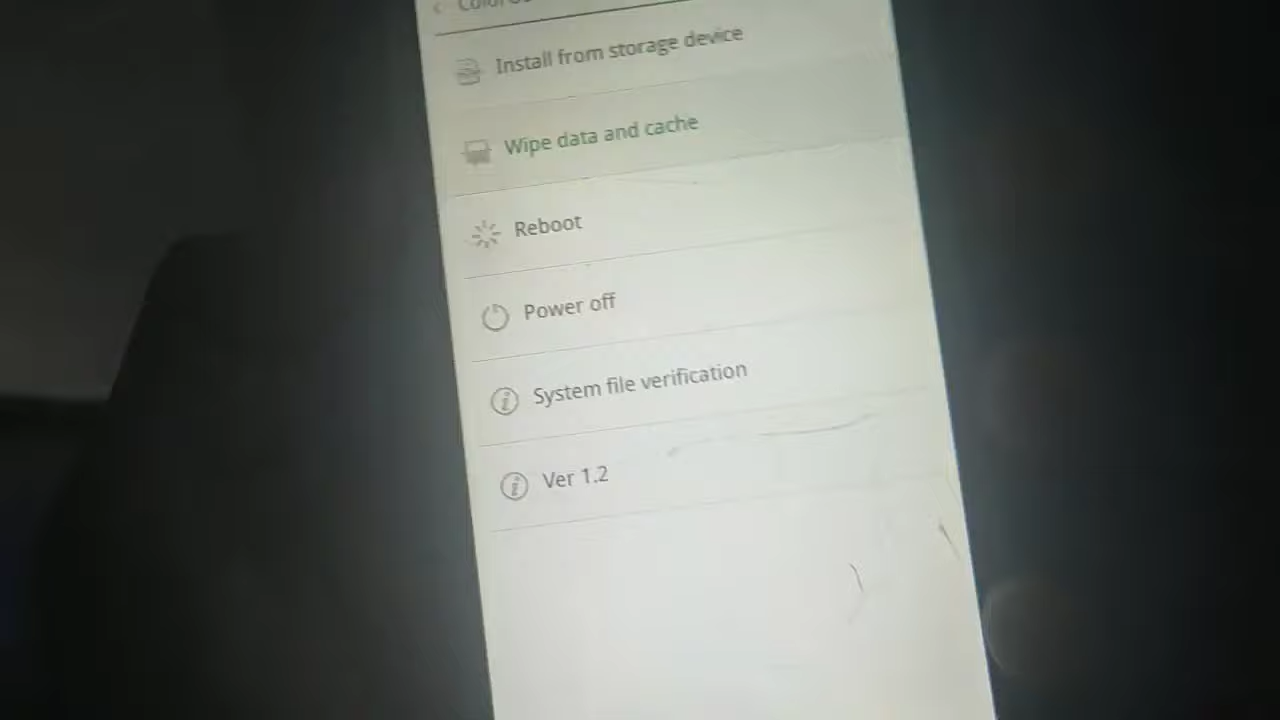 Install from storage device
Wipe data and cache
Reboot
Power off
System file verification
Ver 1.2